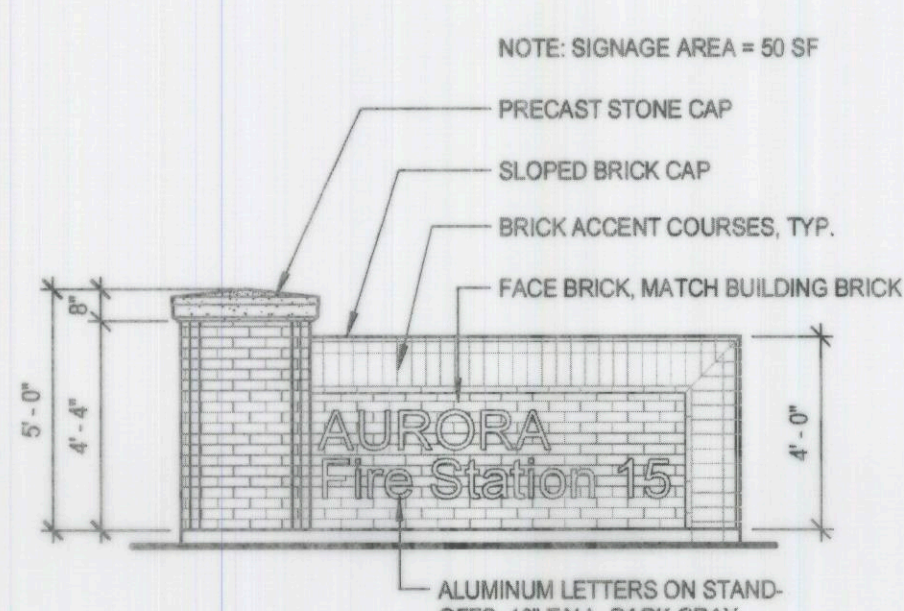 NOTE: SIGNAGE AREA = 50 SF
PRECAST STONE CAP
SLOPED BRICK CAP
BRICK ACCENT COURSES, TYP.
FACE BRICK, MATCH BUILDING BRICK
8"
5' - 0"
4' - 4"
4' - 0"
AURORA
Fire Station 15
ALUMINUM LETTERS ON STAND-